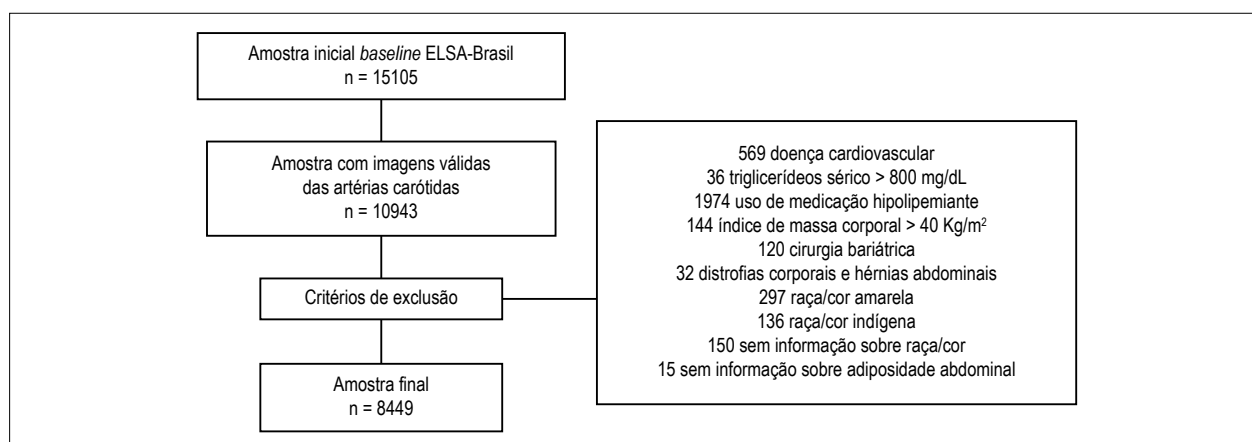 Amostra inicial baseline ELSA-Brasil
n = 15105
Amostra com imagens válidas
das artérias carótidas
n = 10943
Critérios de exclusão
569 doença cardiovascular
36 triglicerídeos sérico > 800 mg/dL
1974 uso de medicação hipolipemiante
144 índice de massa corporal > 40 Kg/m²
120 cirurgia bariátrica
32 distrofias corporais e hérnias abdominais
297 raça/cor amarela
136 raça/cor indígena
150 sem informação sobre raça/cor
15 sem informação sobre adiposidade abdominal
Amostra final
n = 8449